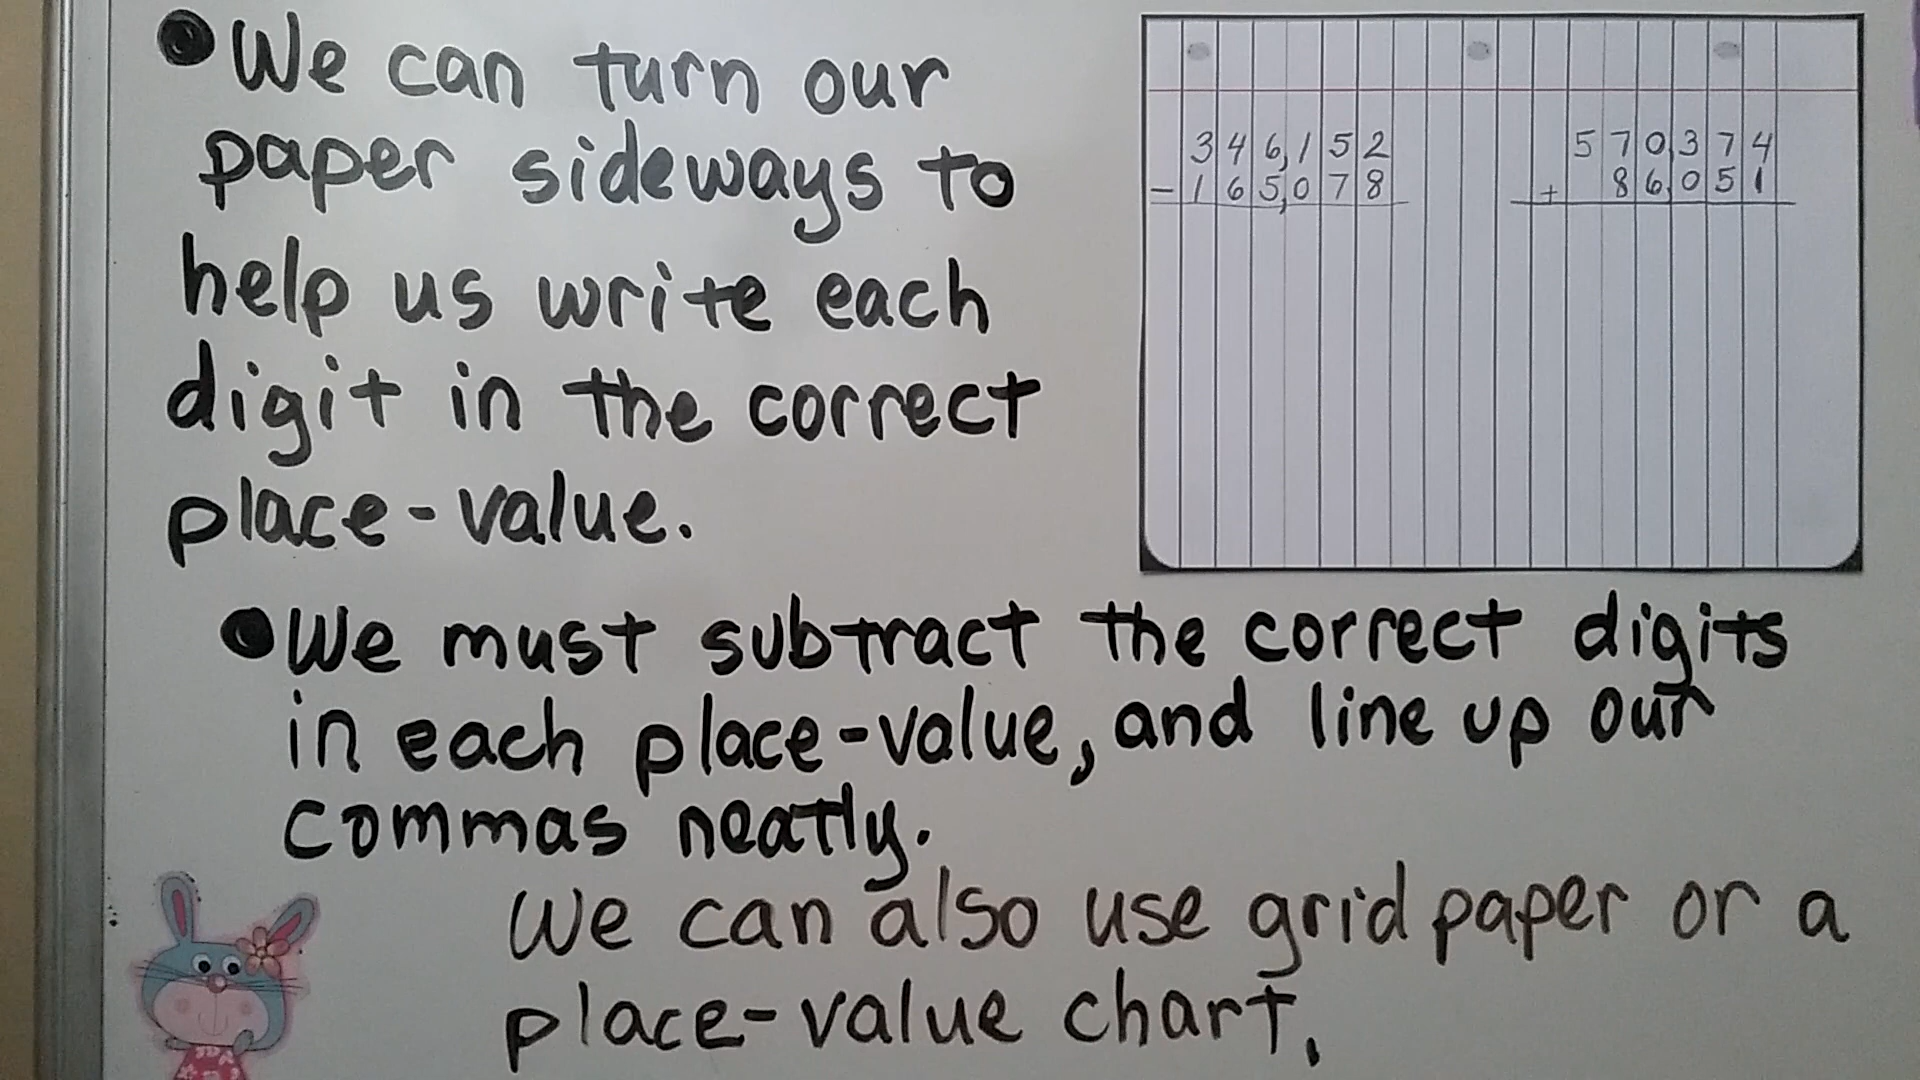 ●We can turn our
paper sideways to
help us write each
digit in the correct
place-value.
346,152
-165,078
570,374
+ 86,051
●We must subtract the correct digits
in each place-value, and line up our
commas neatly.
We can also use grid paper or a
place-value chart.